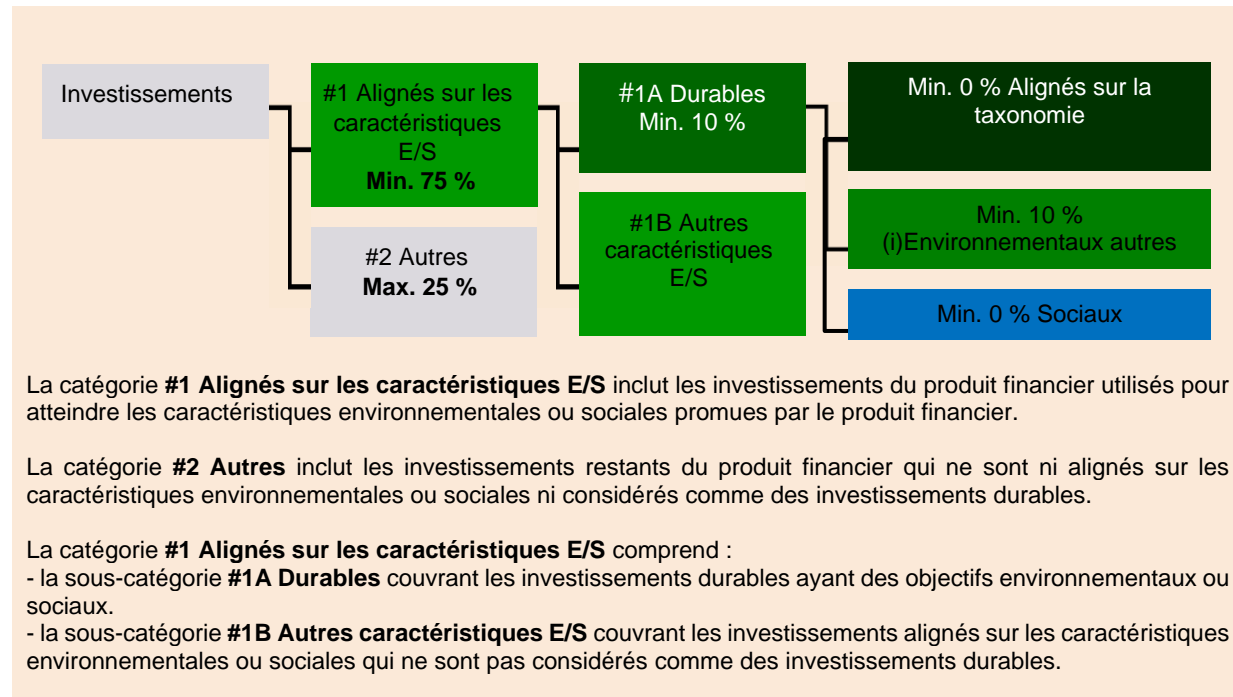 Investissements
#1 Alignés sur les
caractéristiques
E/S
Min. 75 %
#2 Autres
Max. 25 %
#1A Durables
Min. 10 %
#1B Autres
caractéristiques
E/S
Min. 0 % Alignés sur la
taxonomie
Min. 10 %
(i)Environnementaux autres
Min. 0 % Sociaux
La catégorie #1 Alignés sur les caractéristiques E/S inclut les investissements du produit financier utilisés pour
atteindre les caractéristiques environnementales ou sociales promues par le produit financier.
La catégorie #2 Autres inclut les investissements restants du produit financier qui ne sont ni alignés sur les
caractéristiques environnementales ou sociales ni considérés comme des investissements durables.
La catégorie #1 Alignés sur les caractéristiques E/S comprend :
- la sous-catégorie #1A Durables couvrant les investissements durables ayant des objectifs environnementaux ou
sociaux.
- la sous-catégorie #1B Autres caractéristiques E/S couvrant les investissements alignés sur les caractéristiques
environnementales ou sociales qui ne sont pas considérés comme des investissements durables.